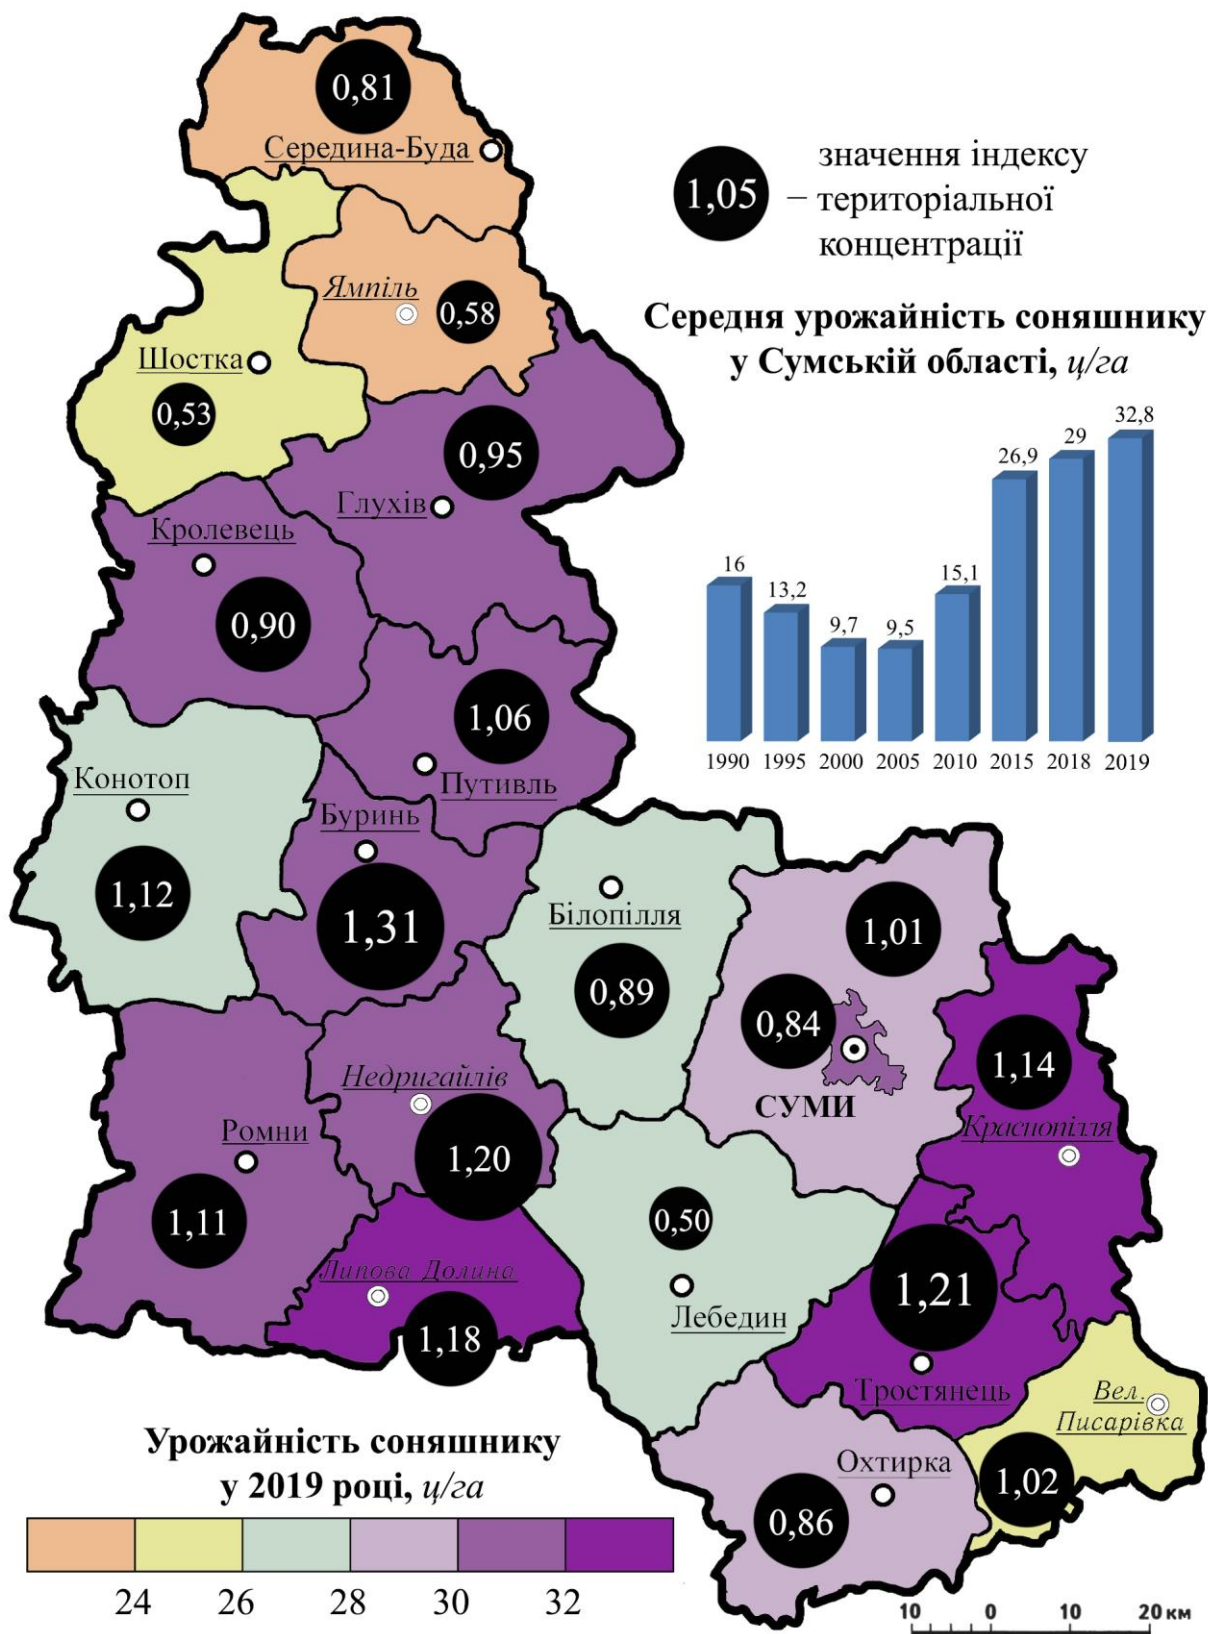 0,81
Середина-Буда
1,05
– значення індексу
територіальної
концентрації
Ямпіль
0,58
Шостка
0,53
Середня урожайність соняшнику
у Сумській області, ц/га
16
13,2
9,7
9,5
15,1
26,9
29
32,8
1990
1995
2000
2005
2010
2015
2018
2019
0,95
Глухів
Кролевець
0,90
1,06
Путивль
Конотоп
1,12
Буринь
1,31
Білопілля
0,89
1,01
0,84
СУМИ
1,14
Краснопілля
Недригайлів
1,20
Ромни
1,11
Липова Долина
1,18
0,50
Лебедин
1,21
Тростянець
Вел.
Писарівка
1,02
Охтирка
0,86
Урожайність соняшнику
у 2019 році, ц/га
24 26 28 30 32
10 0 10 20 км